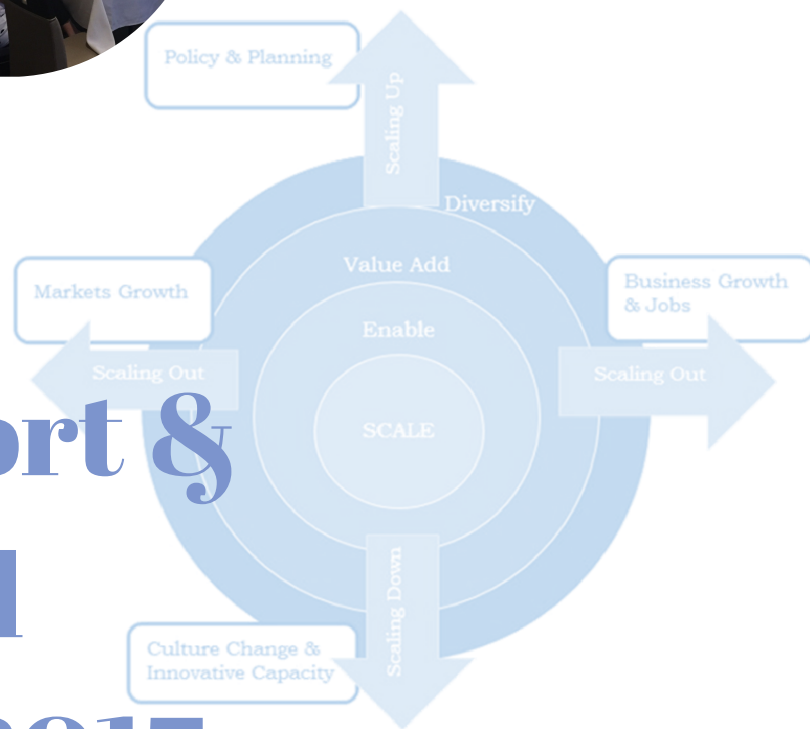 Policy & Planning
Scaling Up
Diversify
Value Add
Markets Growth
Business Growth
& Jobs
Enable
Scaling Out
Scaling Out
SCALE
&
Scaling Down
Culture Change &
Innovative Capacity